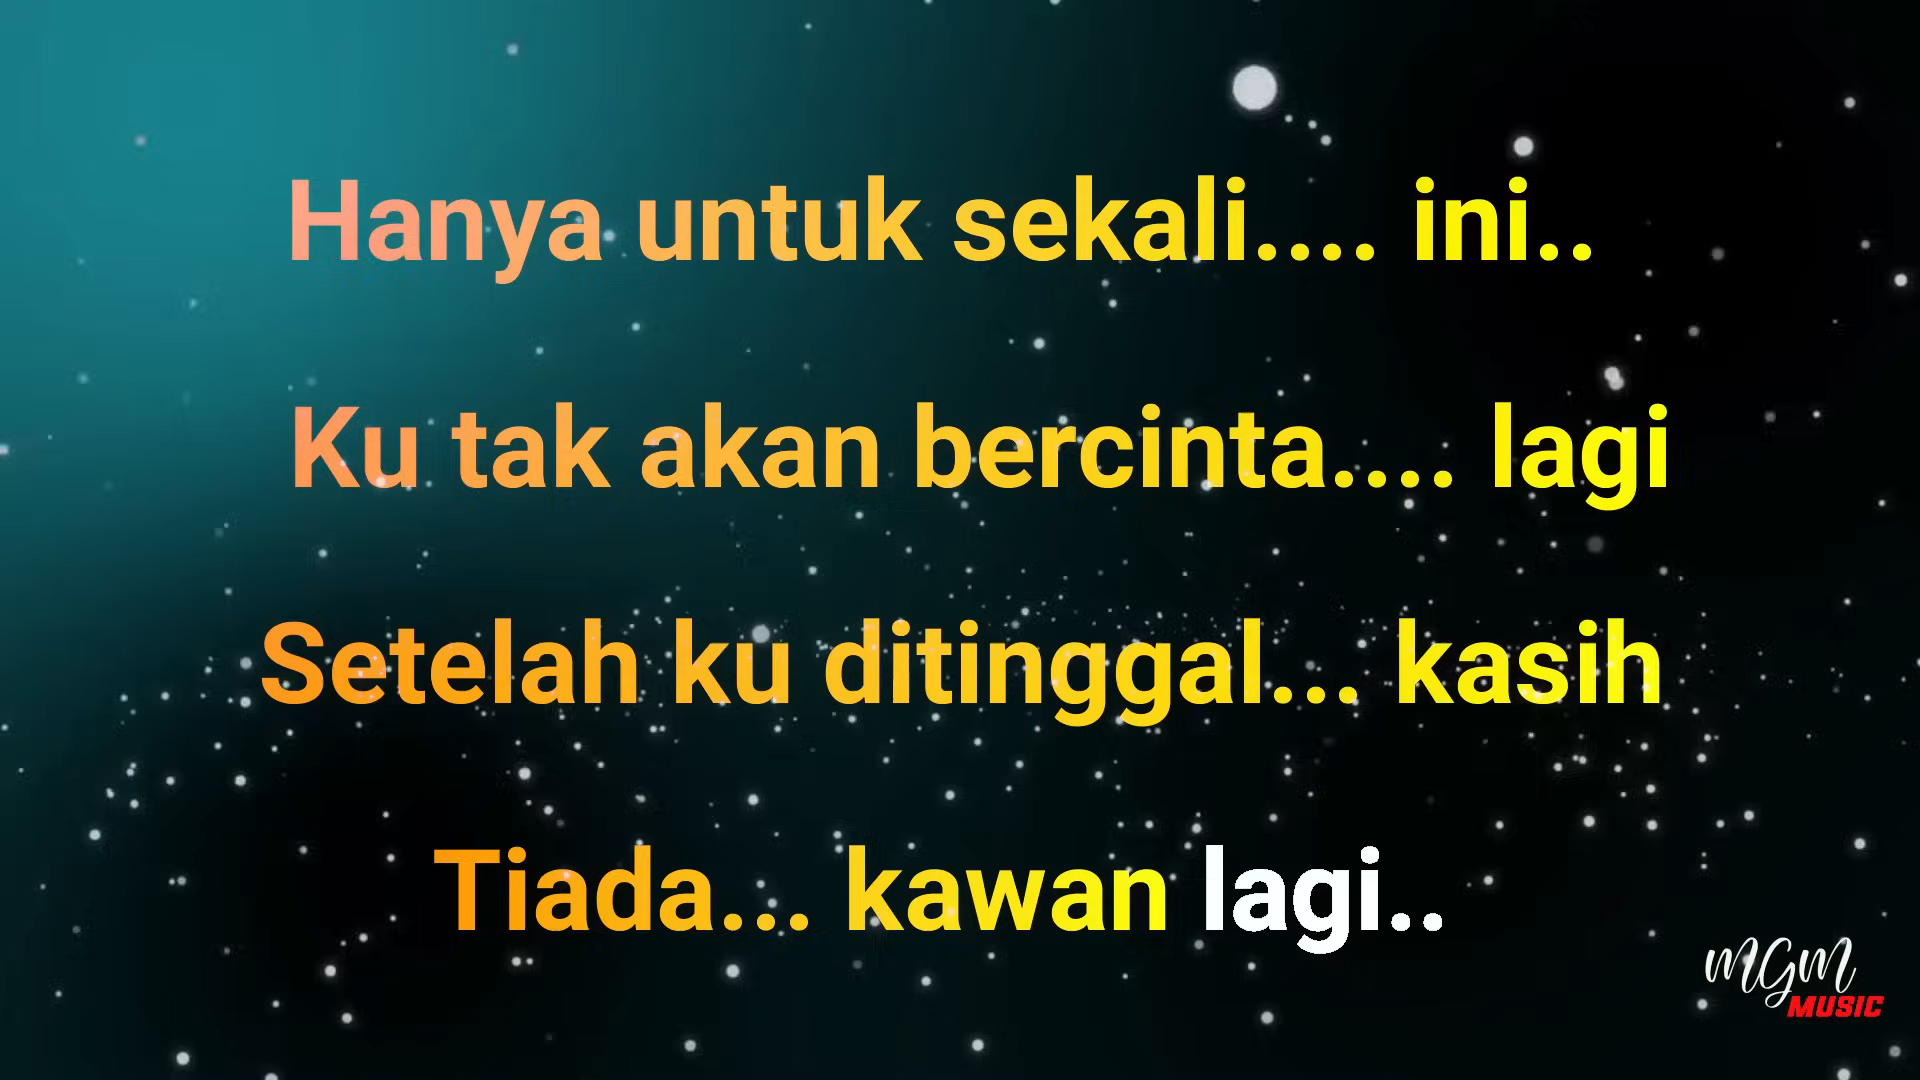 Hanya untuk sekali.... ini..
Ku tak akan bercinta.... lagi
Setelah ku ditinggal... kasih
Tiada... kawan lagi..
MGM
MUSIC